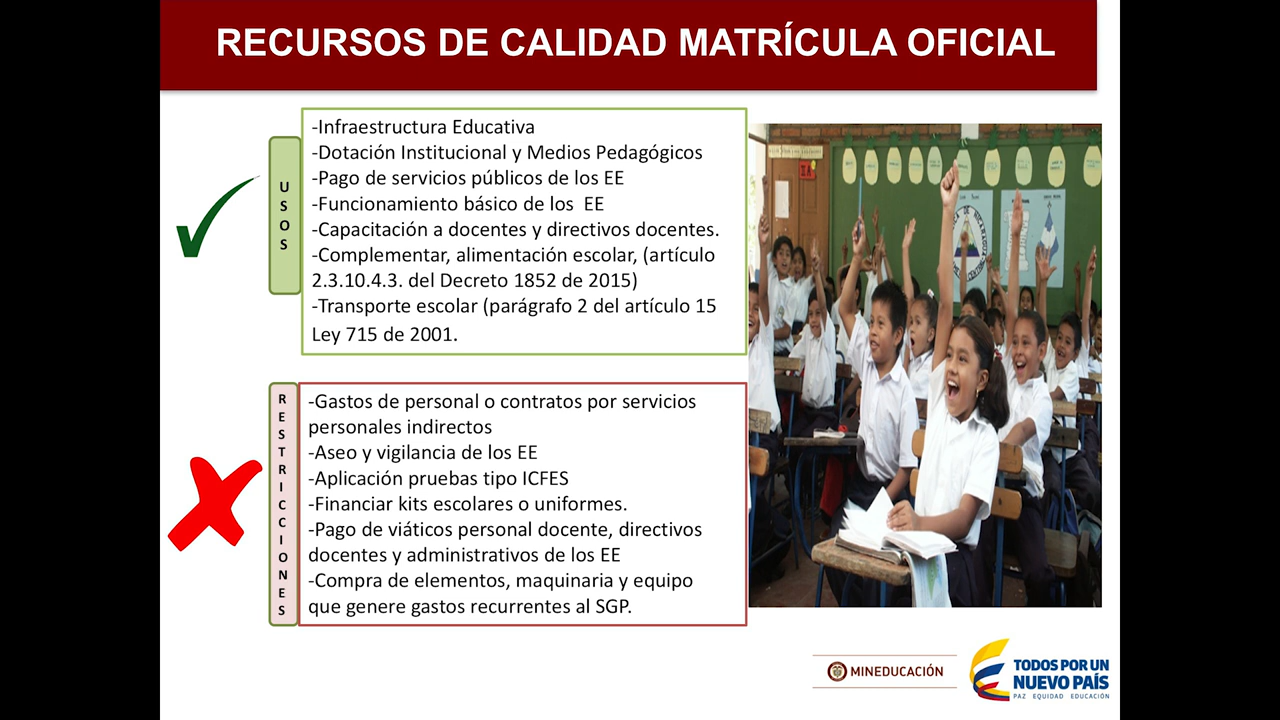 RECURSOS DE CALIDAD MATRÍCULA OFICIAL
USOS
-Infraestructura Educativa
-Dotación Institucional y Medios Pedagógicos
-Pago de servicios públicos de los EE
-Funcionamiento básico de los  EE
-Capacitación a docentes y directivos docentes.
-Complementar, alimentación escolar, (artículo
2.3.10.4.3. del Decreto 1852 de 2015)
-Transporte escolar (parágrafo 2 del artículo 15
Ley 715 de 2001.
RESTRICCIONES
-Gastos de personal o contratos por servicios
personales indirectos
-Aseo y vigilancia de los EE
-Aplicación pruebas tipo ICFES
-Financiar kits escolares o uniformes.
-Pago de viáticos personal docente, directivos
docentes y administrativos de los EE
-Compra de elementos, maquinaria y equipo
que genere gastos recurrentes al SGP.
MINEDUCACIÓN
TODOS POR UN
NUEVO PAÍS
PAZ EQUIDAD EDUCACIÓN